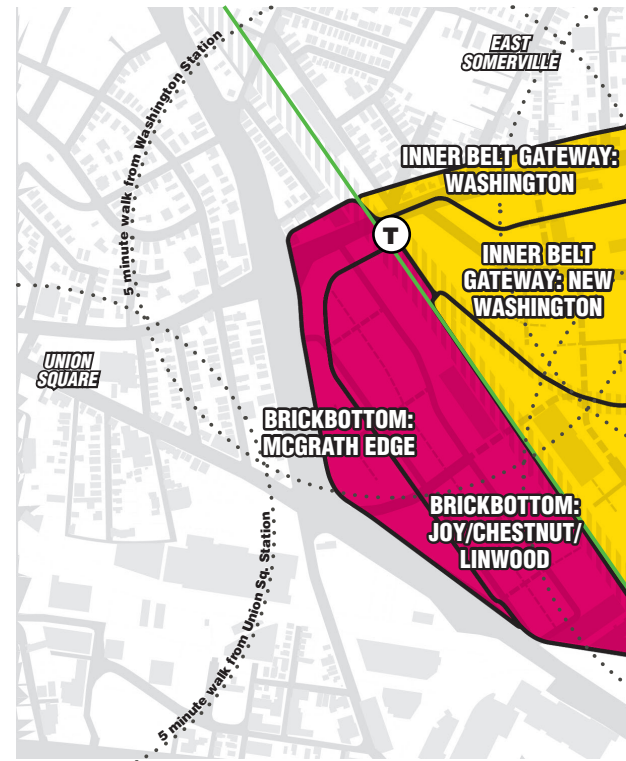 EAST
SOMERVILLE
5 minute walk from Washington Station
INNER BELT GATEWAY:
WASHINGTON
T
INNER BELT
GATEWAY: NEW
WASHINGTON
UNION
SQUARE
BRICKBOTTOM:
MCGRATH EDGE
BRICKBOTTOM:
JOY/CHESTNUT/
LINWOOD
5 minute walk from Union Sq. Station